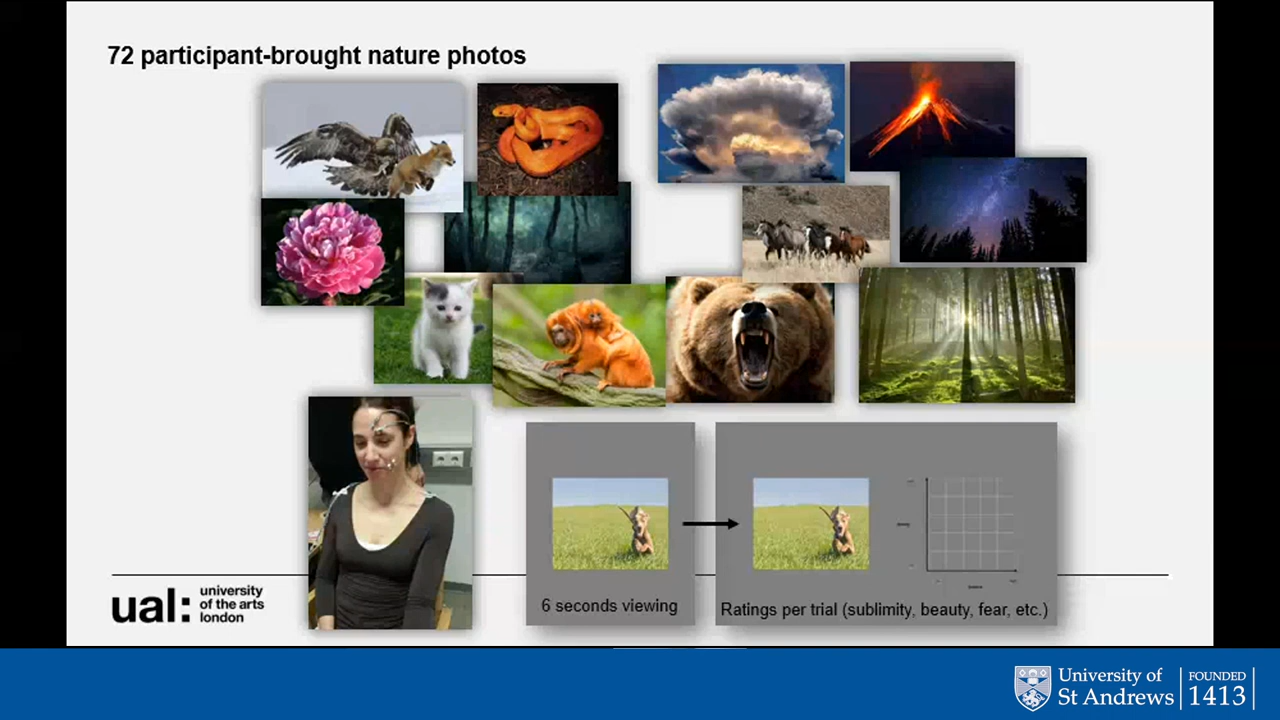 72 participant-brought nature photos
6 seconds viewing
Ratings per trial (sublimity, beauty, fear, etc.)
ual:
university
of the arts
london
University of
St Andrews
FOUNDED
1413